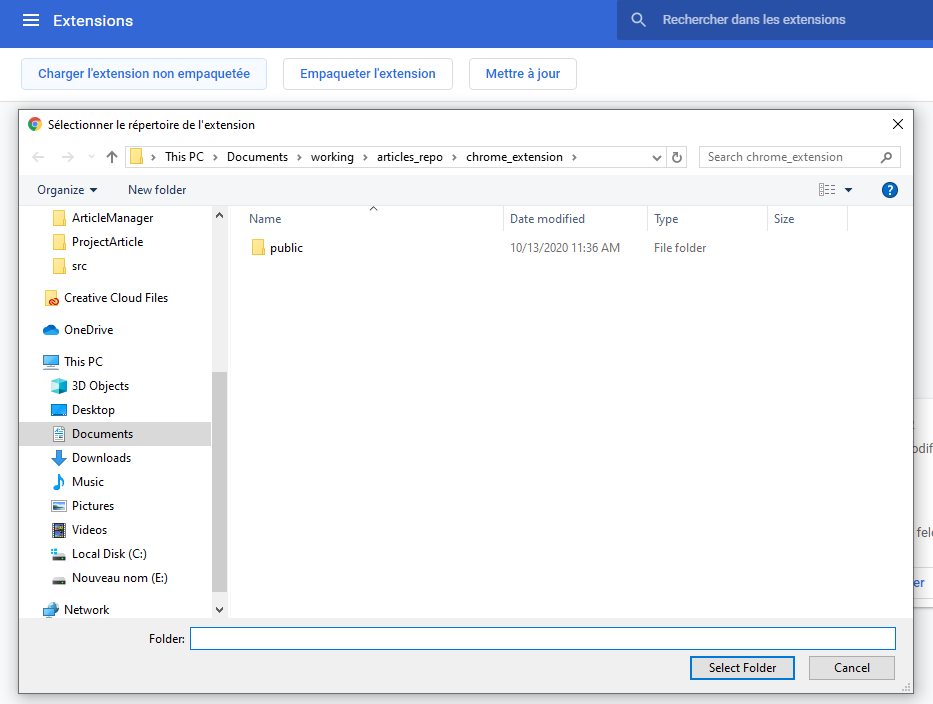 Extensions
Rechercher dans les extensions
Charger l'extension non empaquetée
Empaqueter l'extension
Mettre à jour
Sélectionner le répertoire de l'extension
This PC > Documents > working > articles_repo > chrome_extension >
Search chrome_extension
Organize
New folder
Name
Date modified
Type
Size
public
10/13/2020 11:36 AM
File folder
ArticleManager
ProjectArticle
src
Creative Cloud Files
OneDrive
This PC
3D Objects
Desktop
Documents
Downloads
Music
Pictures
Videos
Local Disk (C:)
Nouveau nom (E:)
Network
Folder:
Select Folder
Cancel